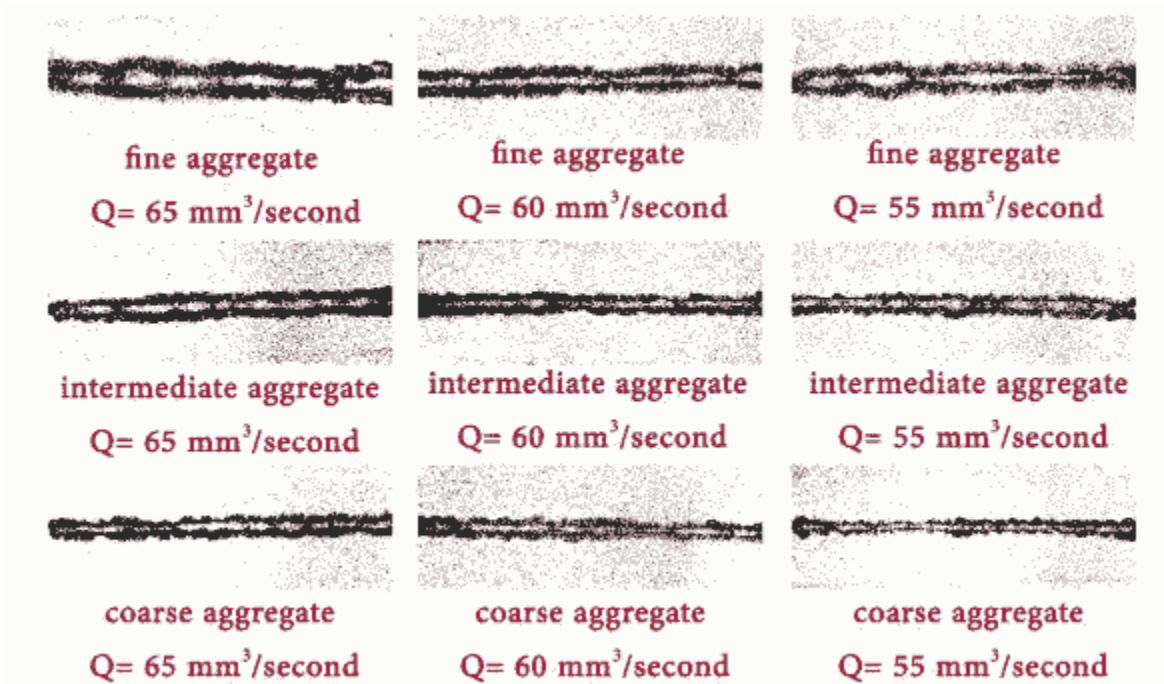 fine aggregate
Q= 65 mm³/second
fine aggregate
Q= 60 mm³/second
fine aggregate
Q= 55 mm³/second
intermediate aggregate
Q= 65 mm³/second
intermediate aggregate
Q= 60 mm³/second
intermediate aggregate
Q= 55 mm³/second
coarse aggregate
Q= 65 mm³/second
coarse aggregate
Q= 60 mm³/second
coarse aggregate
Q= 55 mm³/second